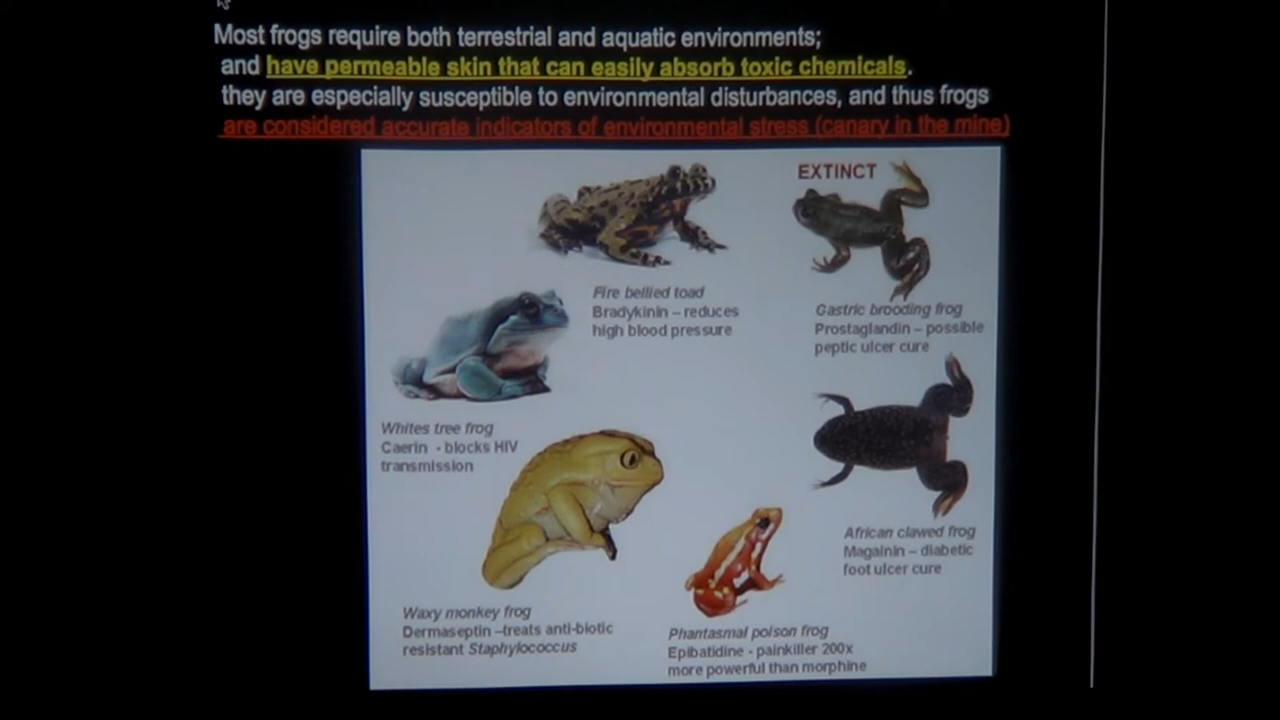 Most frogs require both terrestrial and aquatic environments;
and have permeable skin that can easily absorb toxic chemicals.
they are especially susceptible to environmental disturbances, and thus frogs
are considered accurate indicators of environmental stress (canary in the mine)
EXTINCT
Fire bellied toad
Bradykinin – reduces
high blood pressure
Gastric brooding frog
Prostaglandin – possible
peptic ulcer cure
Whites tree frog
Caerin - blocks HIV
transmission
African clawed frog
Magainin – diabetic
foot ulcer cure
Waxy monkey frog
Dermaseptin –treats anti-biotic
resistant Staphylococcus
Phantasmal poison frog
Epibatidine - painkiller 200x
more powerful than morphine